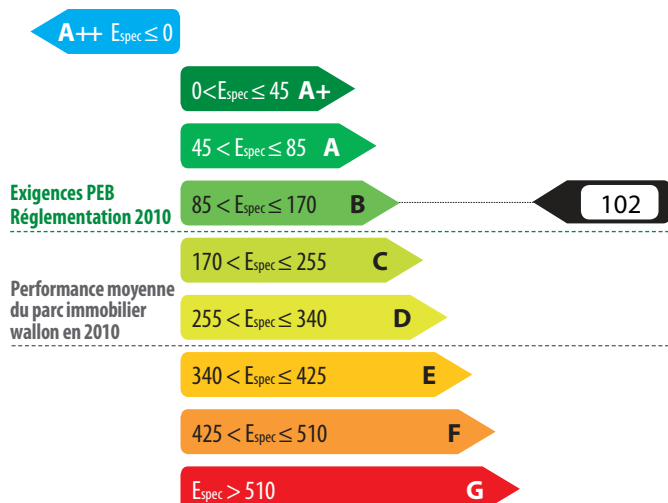 A++ Espec ≤ 0
0<Espec ≤ 45 A+
45 < Espec ≤ 85 A
Exigences PEB
Réglementation 2010
85 < Espec ≤ 170 B
102
170 < Espec ≤ 255 C
Performance moyenne
du parc immobilier
wallon en 2010
255 < Espec ≤ 340 D
340 < Espec ≤ 425 E
425 < Espec ≤ 510 F
Espec > 510 G